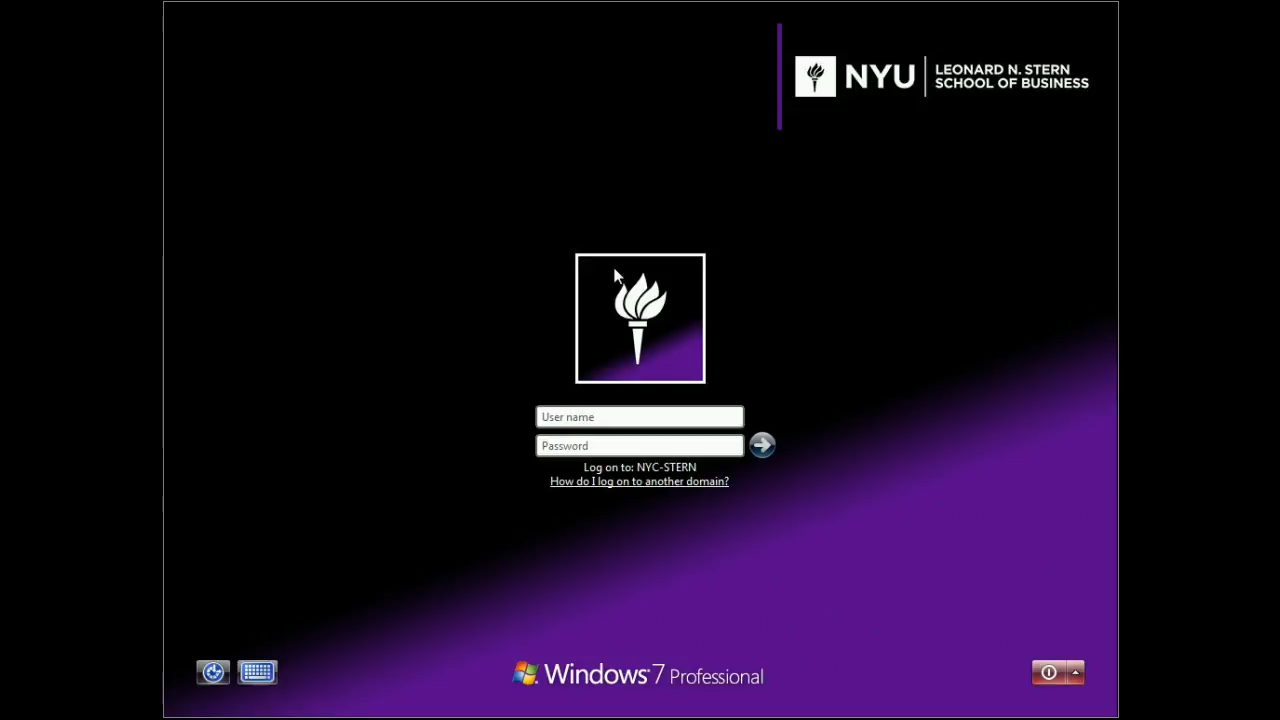 NYU
LEONARD N. STERN
SCHOOL OF BUSINESS
User name
Password
Log on to: NYC-STERN
How do I log on to another domain?
Windows 7 Professional